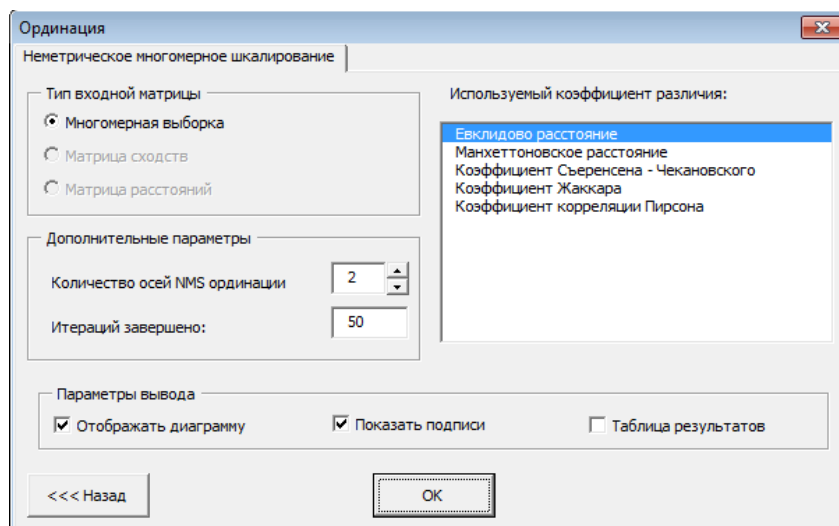 Ординация
Неметрическое многомерное шкалирование
Тип входной матрицы
Многомерная выборка
Матрица сходств
Матрица расстояний
Используемый коэффициент различия:
Евклидово расстояние
Манхеттоновское расстояние
Коэффициент Съеренсена - Чекановского
Коэффициент Жаккара
Коэффициент корреляции Пирсона
Дополнительные параметры
Количество осей NMS ординации 2
Итераций завершено: 50
Параметры вывода
Отображать диаграмму Показать подписи Таблица результатов
<<< Назад OK